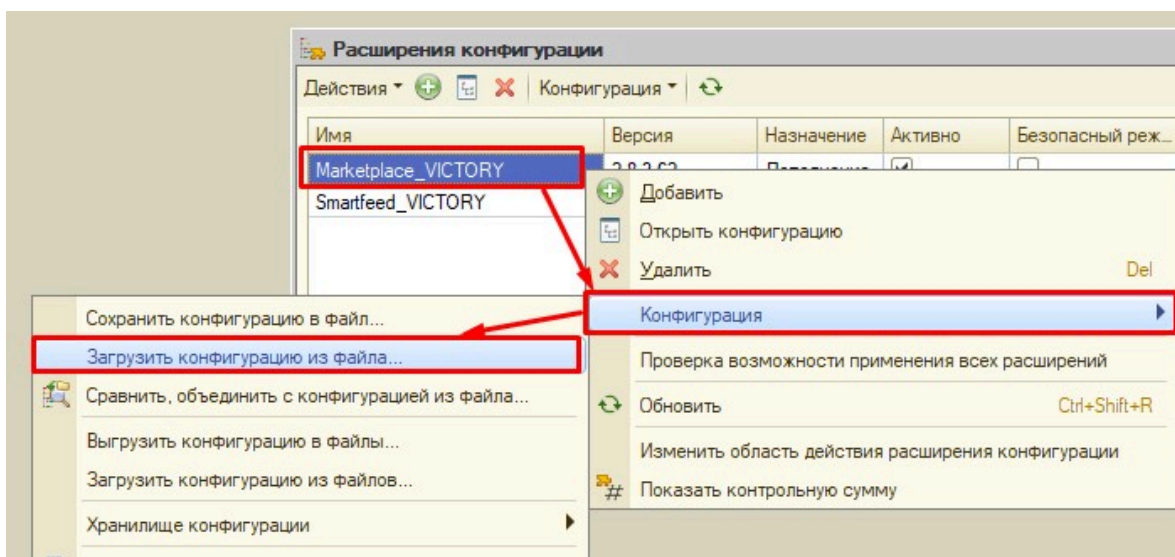 Расширения конфигурации
Действия Конфигурация
Имя Версия Назначение Активно Безопасный реж...
Marketplace_VICTORY
Smartfeed_VICTORY
Добавить
Открыть конфигурацию
Удалить Del
Конфигурация
Проверка возможности применения всех расширений
Обновить Ctrl+Shift+R
Изменить область действия расширения конфигурации
Показать контрольную сумму
Сохранить конфигурацию в файл...
Загрузить конфигурацию из файла...
Сравнить, объединить с конфигурацией из файла...
Выгрузить конфигурацию в файлы...
Загрузить конфигурацию из файлов...
Хранилище конфигурации